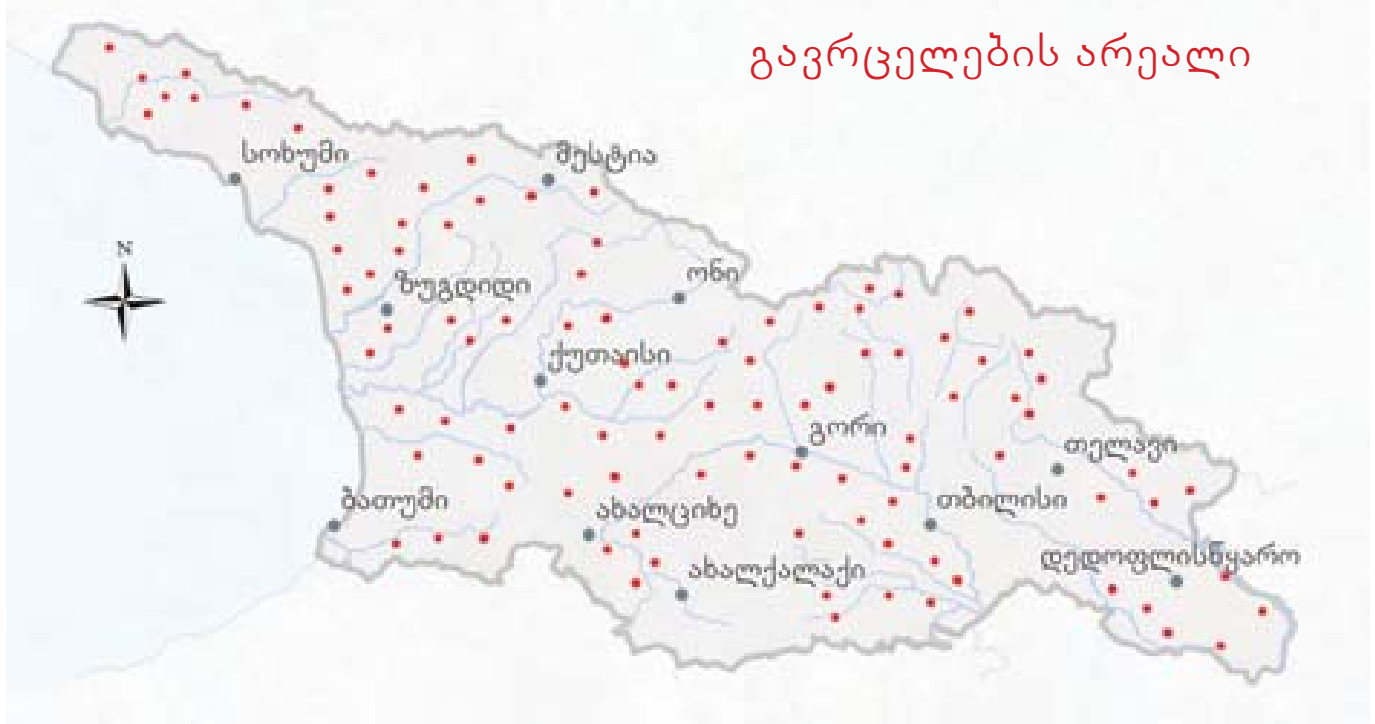 გავრცელების არეალი
სოხუმი
მესტია
N
ონი
ზუგდიდი
ქუთაისი
გორი
თელავი
ბათუმი
ახალციხე
თბილისი
დედოფლისწყარო
ახალქალაქი